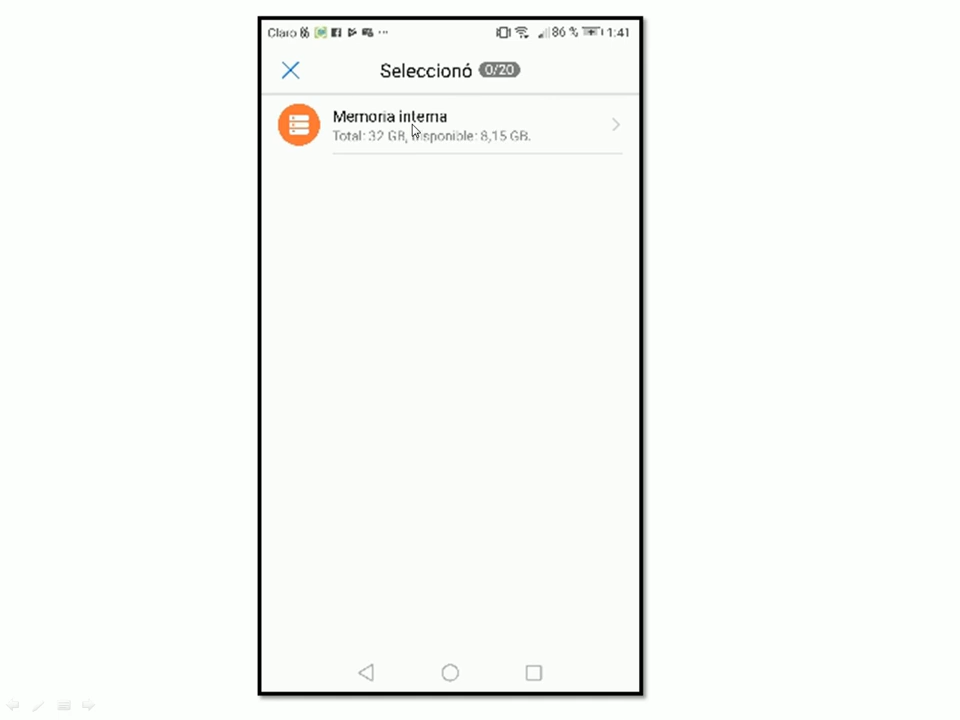 Claro 86 % 1:41
Seleccionó 0/20
Memoria interna
Total: 32 GB, disponible: 8,15 GB.